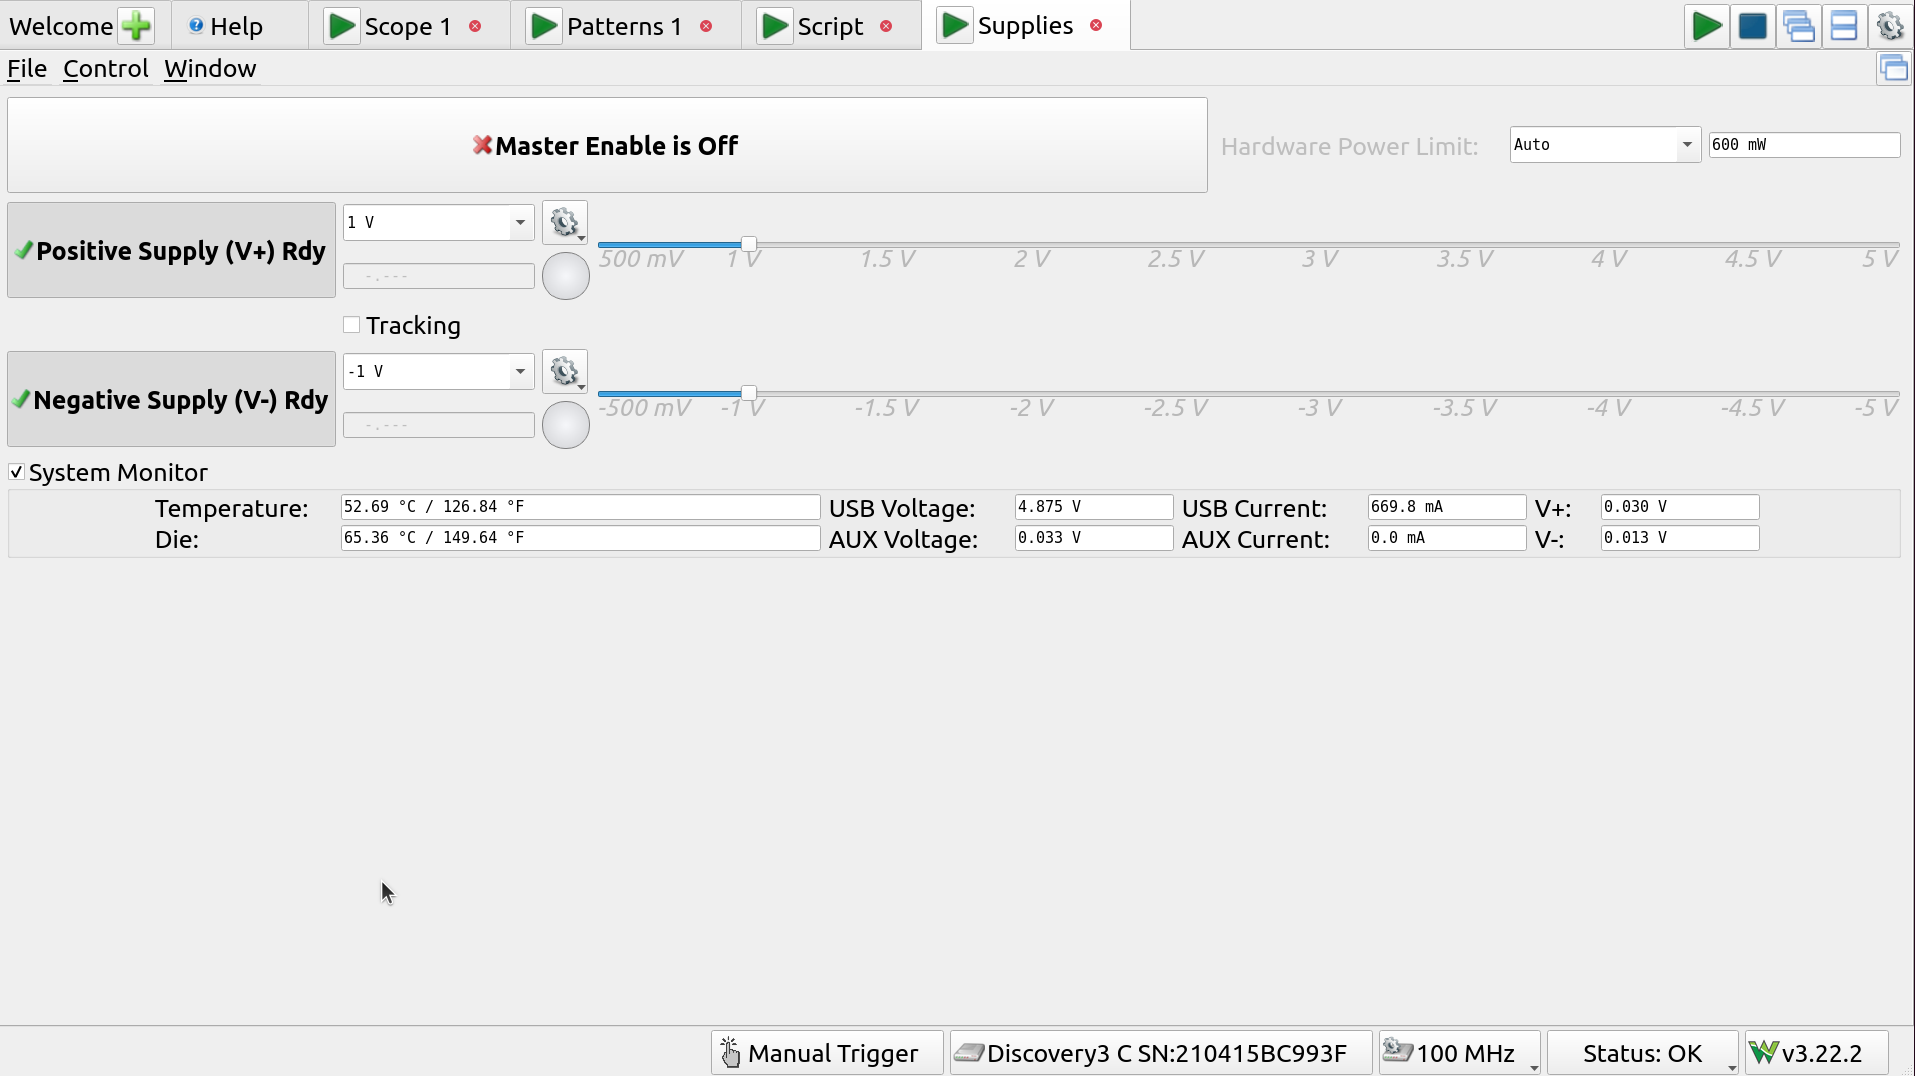 Welcome Help Scope 1 Patterns 1 Script Supplies
File Control Window
Master Enable is Off Hardware Power Limit: Auto 600 mW
Positive Supply (V+) Rdy 1 V
500 mV 1 V 1.5 V 2 V 2.5 V 3 V 3.5 V 4 V 4.5 V 5 V
-.---
Tracking
Negative Supply (V-) Rdy -1 V
-500 mV -1 V -1.5 V -2 V -2.5 V -3 V -3.5 V -4 V -4.5 V -5 V
-.---
System Monitor
Temperature: 52.69 °C / 126.84 °F USB Voltage: 4.875 V USB Current: 669.8 mA V+: 0.030 V
Die: 65.36 °C / 149.64 °F AUX Voltage: 0.033 V AUX Current: 0.0 mA V-: 0.013 V
Manual Trigger Discovery3 C SN:210415BC993F 100 MHz Status: OK v3.22.2